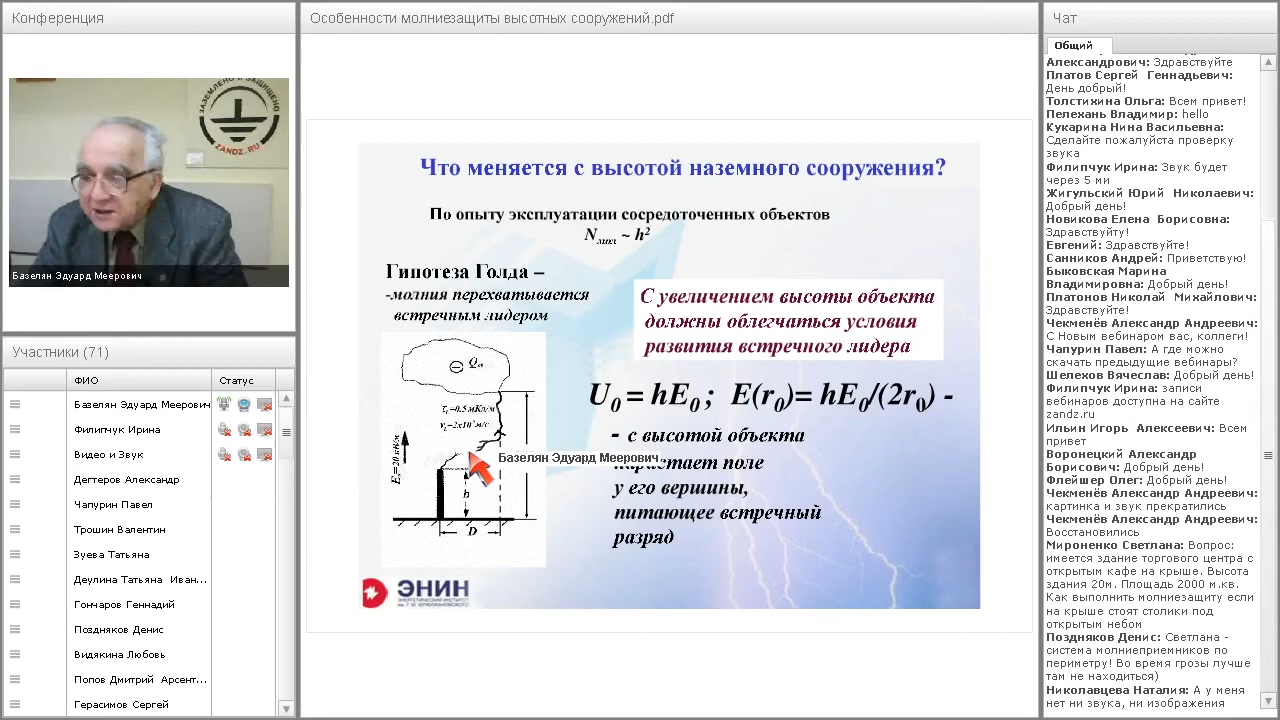 Конференция
ЗАЗЕМЛЕНО И ЗАЩИЩЕНО
ZANDZ.RU
Базелян Эдуард Меерович
Участники (71)
ФИО
Статус
Базелян Эдуард Меерович
Филипчук Ирина
Видео и Звук
Дегтеров Александр
Чапурин Павел
Трошин Валентин
Зуева Татьяна
Деулина Татьяна Иван...
Гончаров Геннадий
Поздняков Денис
Видякина Любовь
Попов Дмитрий Арсент...
Герасимов Сергей
Особенности молниезащиты высотных сооружений.pdf
Что меняется с высотой наземного сооружения?
По опыту эксплуатации сосредоточенных объектов
~ h²
Гипотеза Голда –
-молния перехватывается
встречным лидером
С увеличением высоты объекта
должны облегчаться условия
развития встречного лидера
U₀ = hE₀ ; E(r₀)= hE₀/(2r₀) -
- с высотой объекта
Базелян Эдуард Меерович
нарастает поле
у его вершины,
питающее встречный
разряд
h
D
ЭНИН
Чат
Общий
Александрович: Здравствуйте
Платов Сергей Геннадьевич:
День добрый!
Толстихина Ольга: Всем привет!
Пелехань Владимир: hello
Кукарина Нина Васильевна:
Сделайте пожалуйста проверку
звука
Филипчук Ирина: Звук будет
через 5 ми
Жигульский Юрий Николаевич:
Добрый день!
Новикова Елена Борисовна:
Здравствуйту!
Евгений: Здравствуйте!
Санников Андрей: Приветствую!
Быковская Марина
Владимировна: Добрый день!
Платонов Николай Михайлович:
Здравствуйте!
Чекменёв Александр Андреевич:
С Новым вебинаром вас, коллеги!
Чапурин Павел: А где можно
скачать предыдущие вебинары?
Шелехов Вячеслав: Добрый день!
Филипчук Ирина: записи
вебинаров доступна на сайте
zandz.ru
Ильин Игорь Алексеевич: Всем
привет
Воронецкий Александр
Борисович: Добрый день!
Флейшер Олег: Добрый день!
Чекменёв Александр Андреевич:
картинка и звук прекратились
Чекменёв Александр Андреевич:
Восстановились
Мироненко Светлана: Вопрос:
имеется здание торгового центра с
открытым кафе на крыше. Высота
здания 20м. Площадь 2000 м.кв.
Как выполнить молниезащиту если
на крыше стоят столики под
открытым небом
Поздняков Денис: Светлана -
система молниеприемников по
периметру! Во время грозы лучше
там не находиться)
Николавцева Наталия: А у меня
нет ни звука, ни изображения